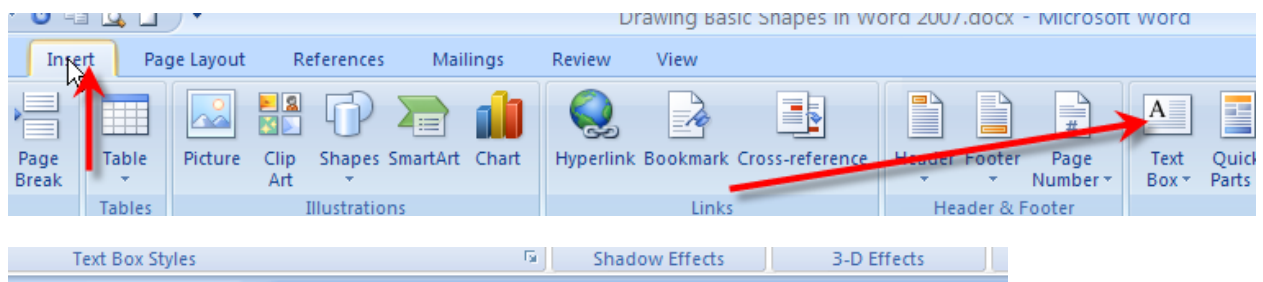 Drawing Basic Shapes in Word 2007.docx - Microsoft Word
Insert Page Layout References Mailings Review View
Page Break Table Picture Clip Art Shapes SmartArt Chart Hyperlink Bookmark Cross-reference Header Footer Page Number Text Box Quick Parts
Tables Illustrations Links Header & Footer
Text Box Styles Shadow Effects 3-D Effects